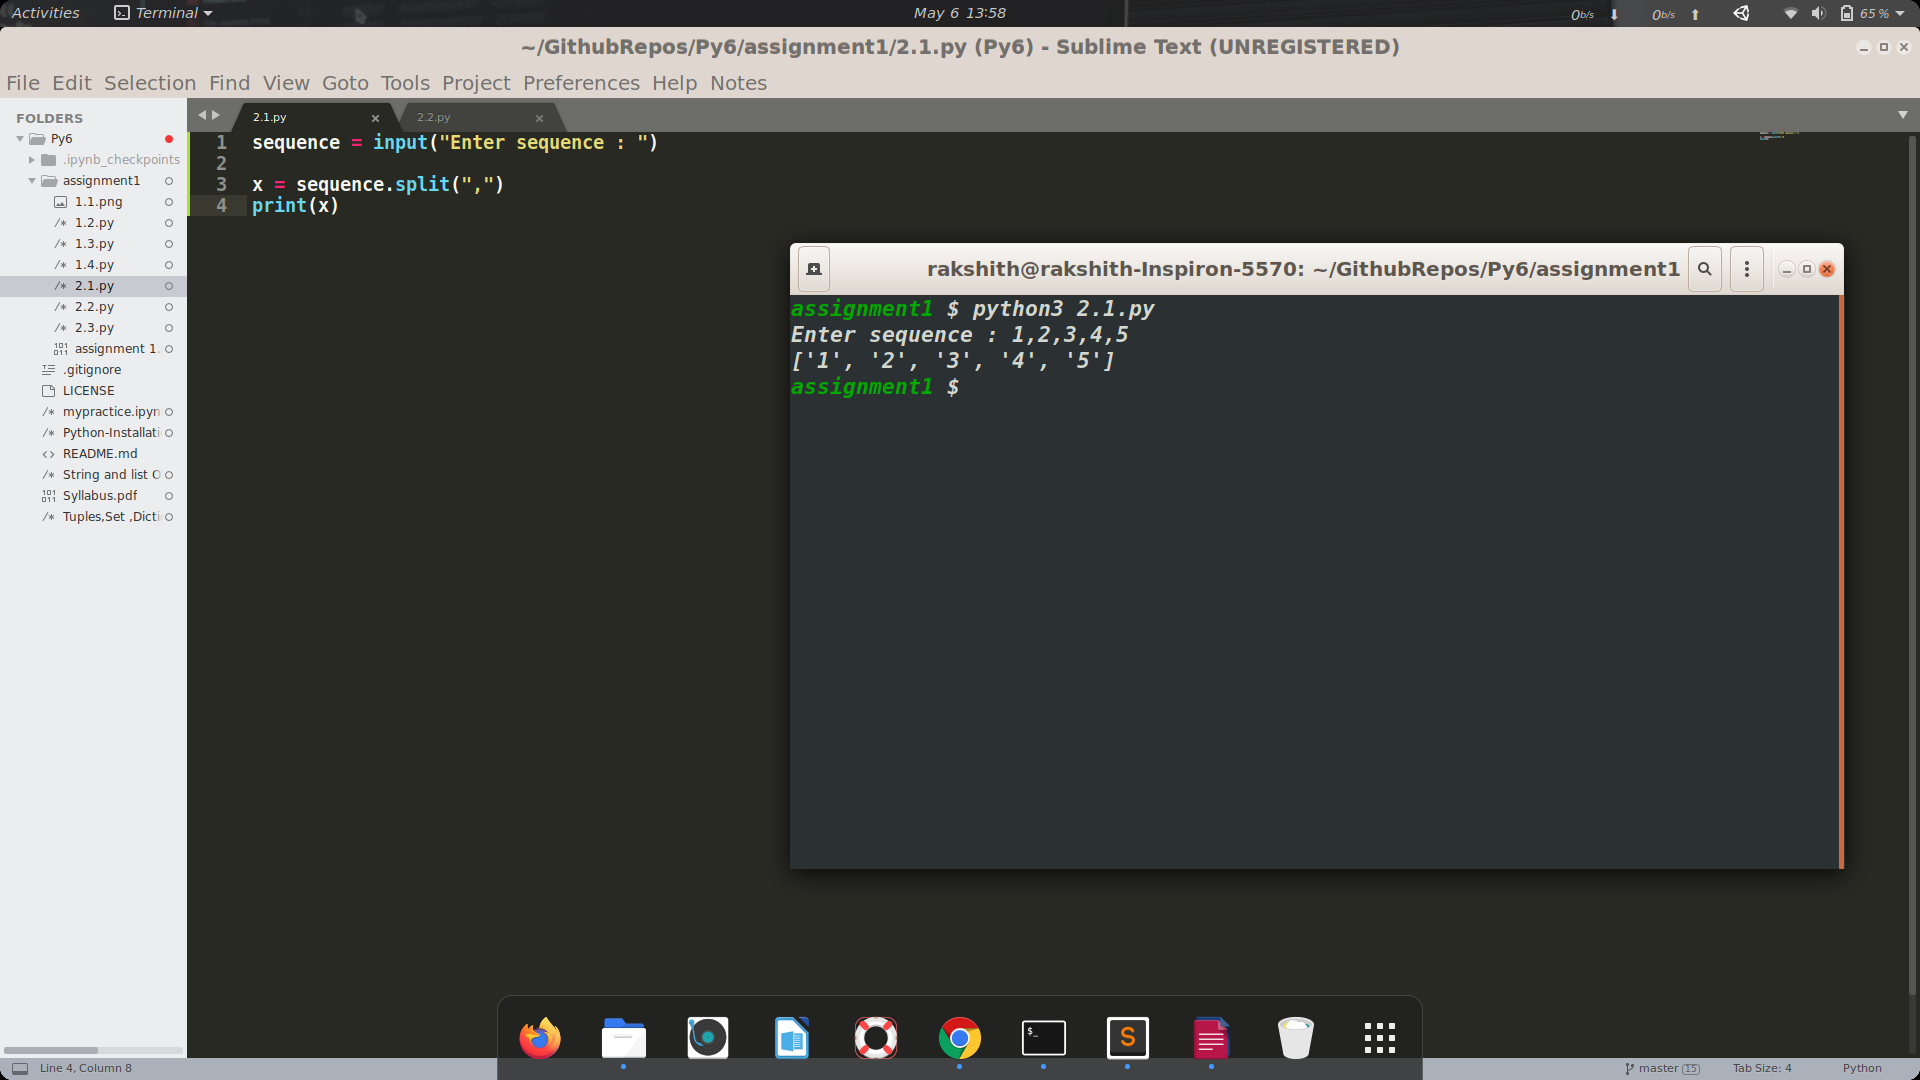 Activities Terminal May 6 13:58 0b/s 0b/s 65 %
~/GithubRepos/Py6/assignment1/2.1.py (Py6) - Sublime Text (UNREGISTERED)
File Edit Selection Find View Goto Tools Project Preferences Help Notes
FOLDERS
Py6
.ipynb_checkpoints
assignment1
1.1.png
1.2.py
1.3.py
1.4.py
2.1.py
2.2.py
2.3.py
assignment 1.
.gitignore
LICENSE
mypractice.ipyn
Python-Installati
README.md
String and list O
Syllabus.pdf
Tuples,Set ,Dicti
2.1.py 2.2.py
1 sequence = input("Enter sequence : ")
2
3 x = sequence.split(",")
4 print(x)
rakshith@rakshith-Inspiron-5570: ~/GithubRepos/Py6/assignment1
assignment1 $ python3 2.1.py
Enter sequence : 1,2,3,4,5
['1', '2', '3', '4', '5']
assignment1 $
$_
S
Line 4, Column 8 master 15 Tab Size: 4 Python